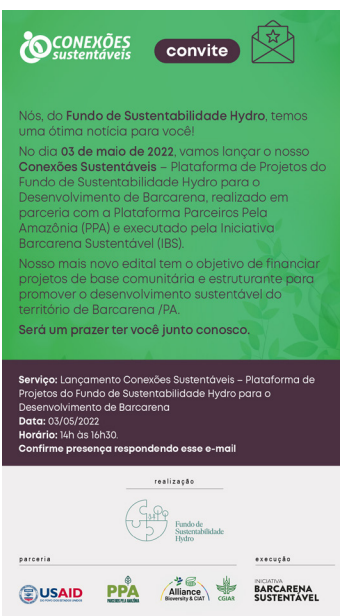 CONEXÕES
sustentáveis
convite
Nós, do Fundo de Sustentabilidade Hydro, temos
uma ótima notícia para você!
No dia 03 de maio de 2022, vamos lançar o nosso
Conexões Sustentáveis – Plataforma de Projetos do
Fundo de Sustentabilidade Hydro para o
Desenvolvimento de Barcarena, realizado em
parceria com a Plataforma Parceiros Pela
Amazônia (PPA) e executado pela Iniciativa
Barcarena Sustentável (IBS).
Nosso mais novo edital tem o objetivo de financiar
projetos de base comunitária e estruturante para
promover o desenvolvimento sustentável do
território de Barcarena /PA.
Será um prazer ter você junto conosco.
Serviço: Lançamento Conexões Sustentáveis – Plataforma de
Projetos do Fundo de Sustentabilidade Hydro para o
Desenvolvimento de Barcarena
Data: 03/05/2022
Horário: 14h às 16h30.
Confirme presença respondendo esse e-mail
realização
Fundo de
Sustentabilidade
Hydro
parceria
execução
USAID
PPA
PARCEIROS PELA AMAZÔNIA
Alliance
Bioversity & CIAT
CGIAR
INICIATIVA
BARCARENA
SUSTENTÁVEL